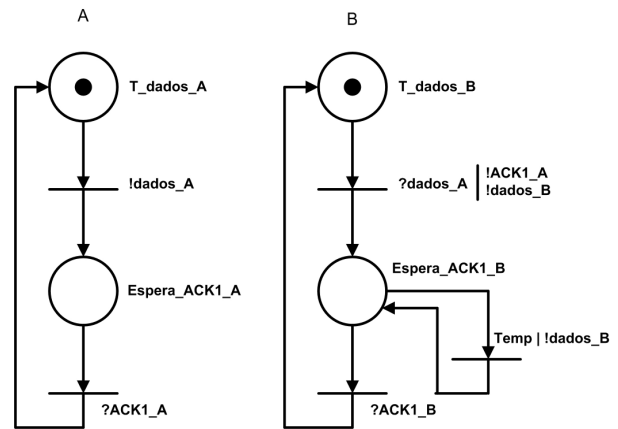 A
B
T_dados_A
T_dados_B
!dados_A
?dados_A
!ACK1_A
!dados_B
Espera_ACK1_A
Espera_ACK1_B
Temp | !dados_B
?ACK1_A
?ACK1_B